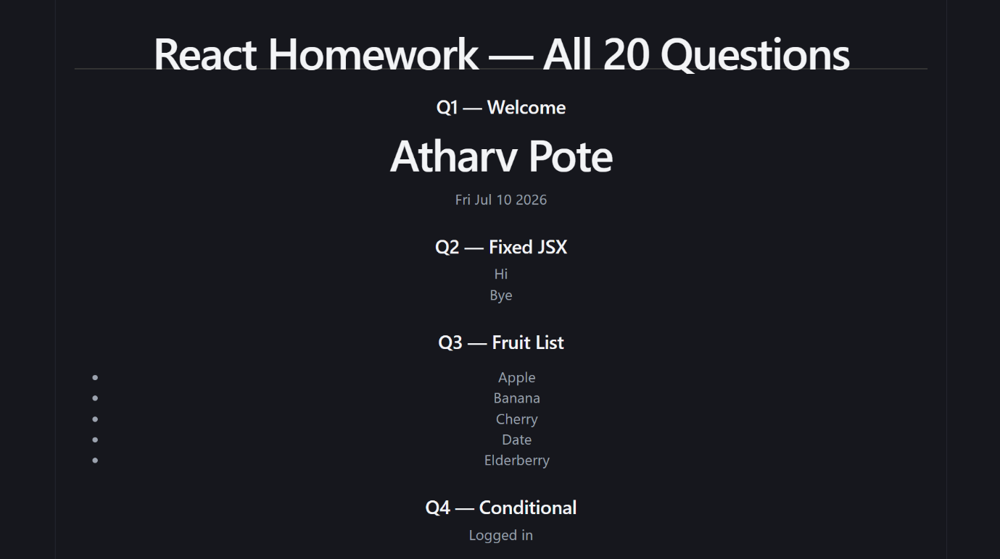 React Homework — All 20 Questions
Q1 — Welcome
Atharv Pote
Fri Jul 10 2026
Q2 — Fixed JSX
Hi
Bye
Q3 — Fruit List
Apple
Banana
Cherry
Date
Elderberry
Q4 — Conditional
Logged in